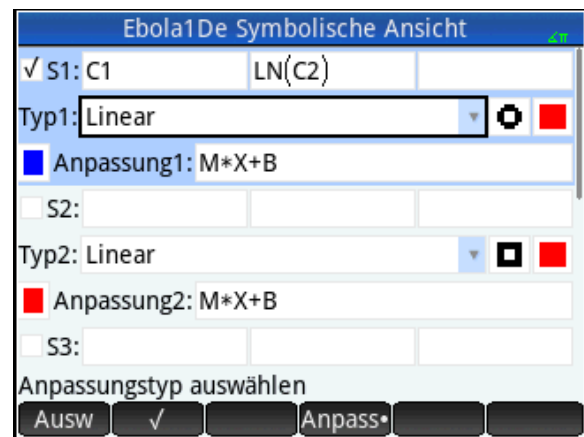 Ebola1De Symbolische Ansicht ∡π
√ S1: C1 LN(C2)
Typ1: Linear
Anpassung1: M*X+B
S2:
Typ2: Linear
Anpassung2: M*X+B
S3:
Anpassungstyp auswählen
Ausw √ Anpass•